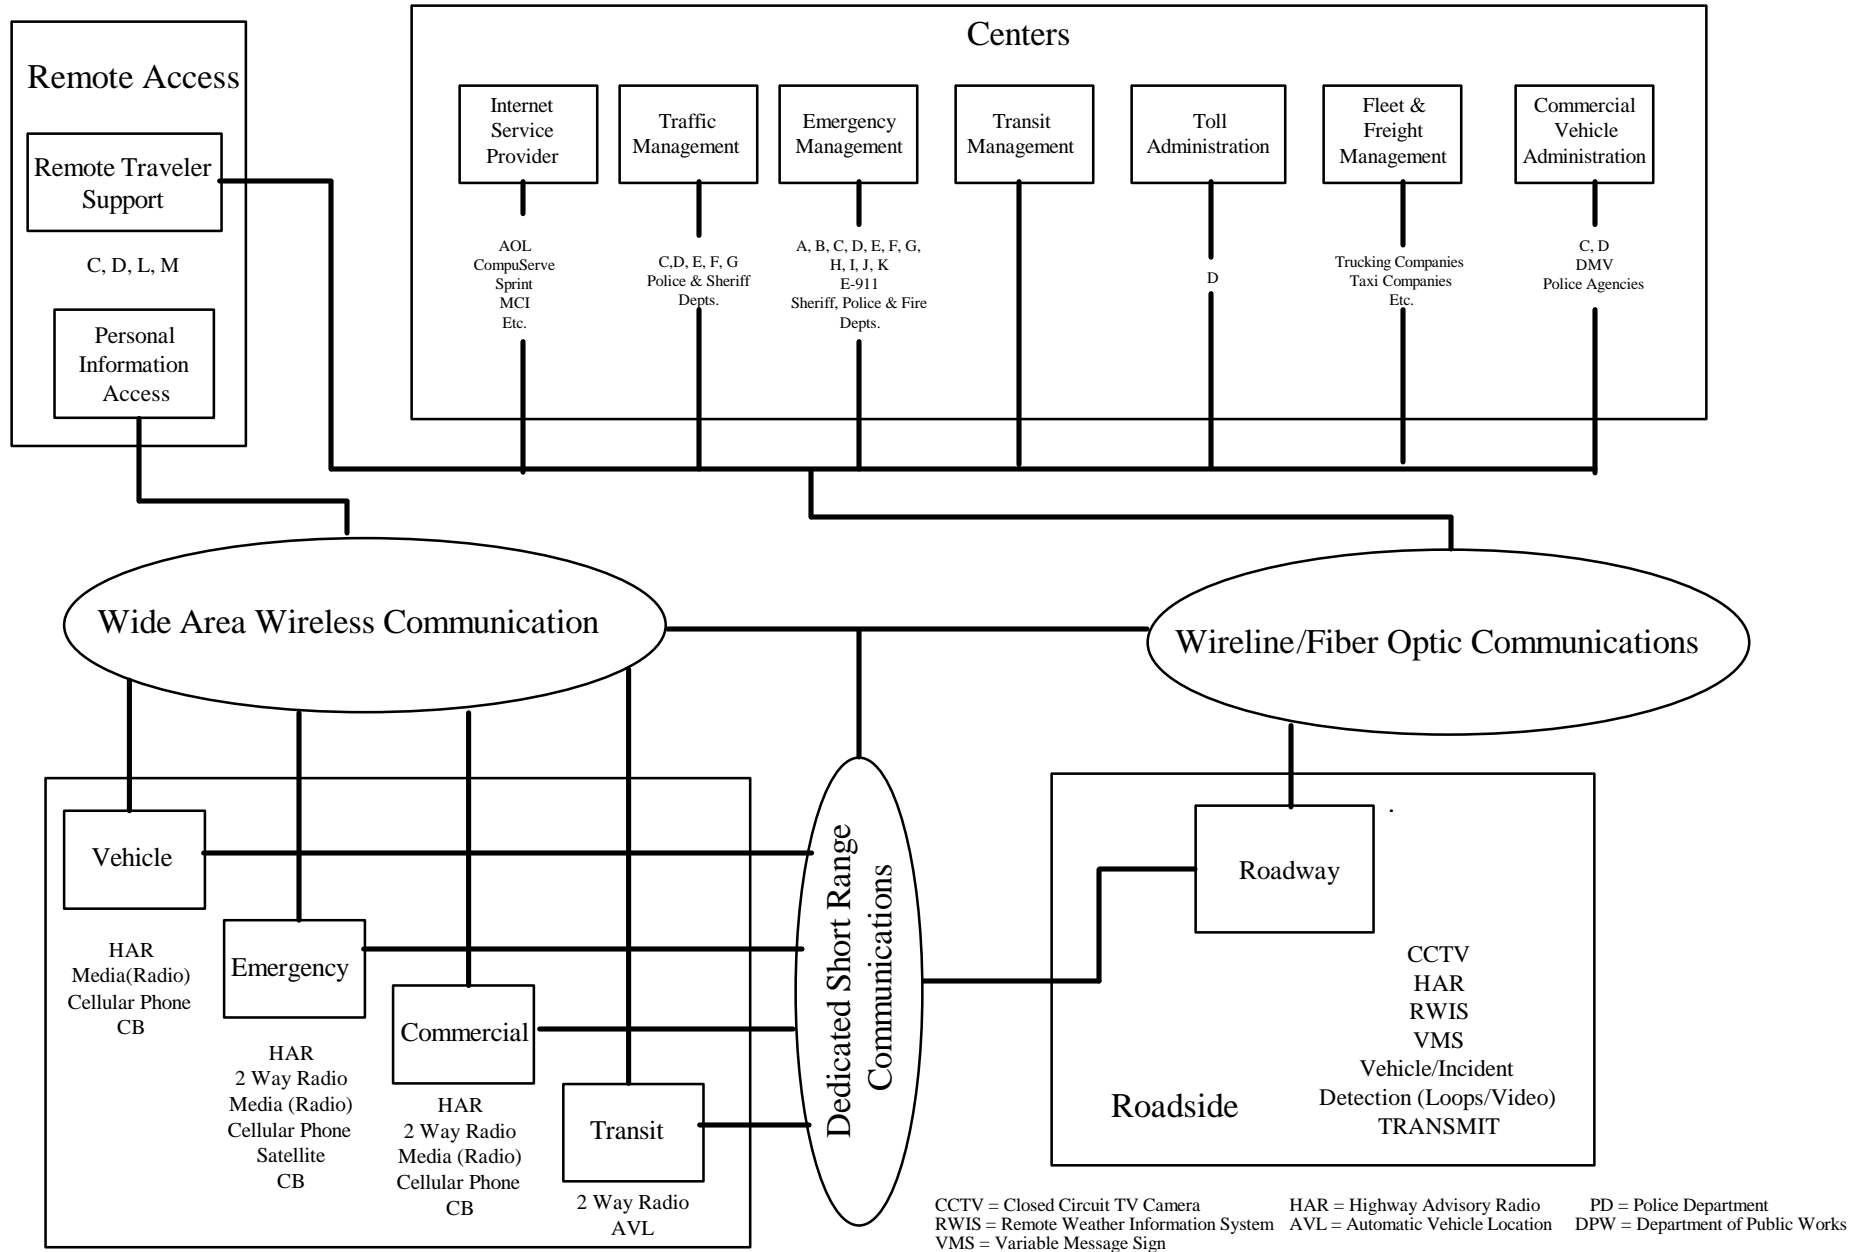 Remote Access
Remote Traveler
Support
C, D, L, M
Personal
Information
Access
Centers
Internet
Service
Provider
AOL
CompuServe
Sprint
MCI
Etc.
Traffic
Management
C,D, E, F, G
Police & Sheriff
Depts.
Emergency
Management
A, B, C, D, E, F, G,
H, I, J, K
E-911
Sheriff, Police & Fire
Depts.
Transit
Management
Toll
Administration
D
Fleet &
Freight
Management
Trucking Companies
Taxi Companies
Etc.
Commercial
Vehicle
Administration
C, D
DMV
Police Agencies
Wide Area Wireless Communication
Wireline/Fiber Optic Communications
Vehicle
HAR
Media(Radio)
Cellular Phone
CB
Emergency
HAR
2 Way Radio
Media (Radio)
Cellular Phone
Satellite
CB
Commercial
HAR
2 Way Radio
Media (Radio)
Cellular Phone
CB
Transit
2 Way Radio
AVL
Dedicated Short Range
Communications
Roadway
CCTV
HAR
RWIS
VMS
Vehicle/Incident
Detection (Loops/Video)
TRANSMIT
Roadside
CCTV = Closed Circuit TV Camera
RWIS = Remote Weather Information System
VMS = Variable Message Sign
HAR = Highway Advisory Radio
AVL = Automatic Vehicle Location
PD = Police Department
DPW = Department of Public Works